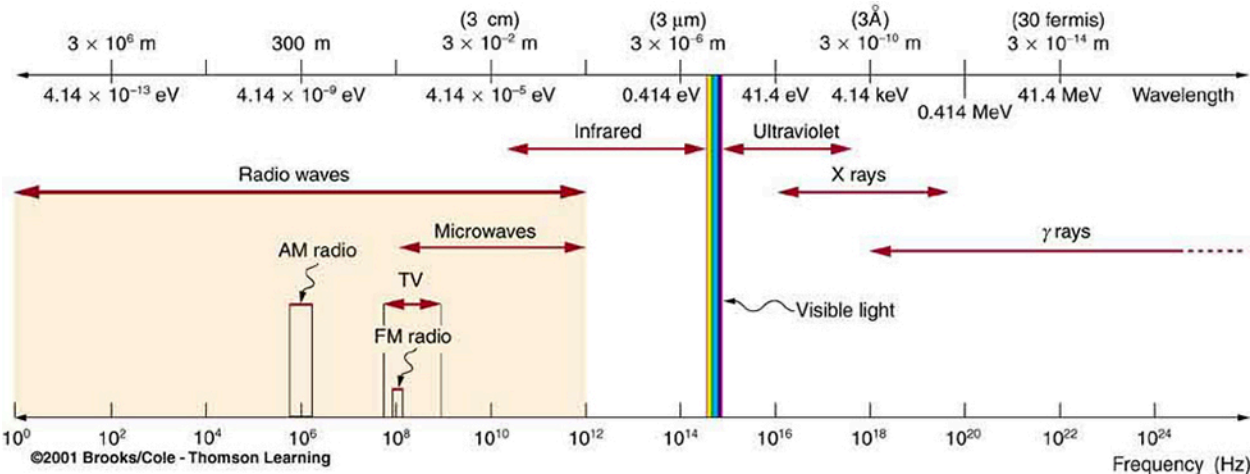 (3 cm) (3 μm) (3Å) (30 fermis)
3 × 10⁶ m 300 m 3 × 10⁻² m 3 × 10⁻⁶ m 3 × 10⁻¹⁰ m 3 × 10⁻¹⁴ m
4.14 × 10⁻¹³ eV 4.14 × 10⁻⁹ eV 4.14 × 10⁻⁵ eV 0.414 eV 41.4 eV 4.14 keV 41.4 MeV Wavelength
0.414 MeV
Infrared Ultraviolet
Radio waves X rays
Microwaves γ rays
AM radio
TV
Visible light
FM radio
10⁰ 10² 10⁴ 10⁶ 10⁸ 10¹⁰ 10¹² 10¹⁴ 10¹⁶ 10¹⁸ 10²⁰ 10²² 10²⁴
©2001 Brooks/Cole - Thomson Learning
Frequency (Hz)